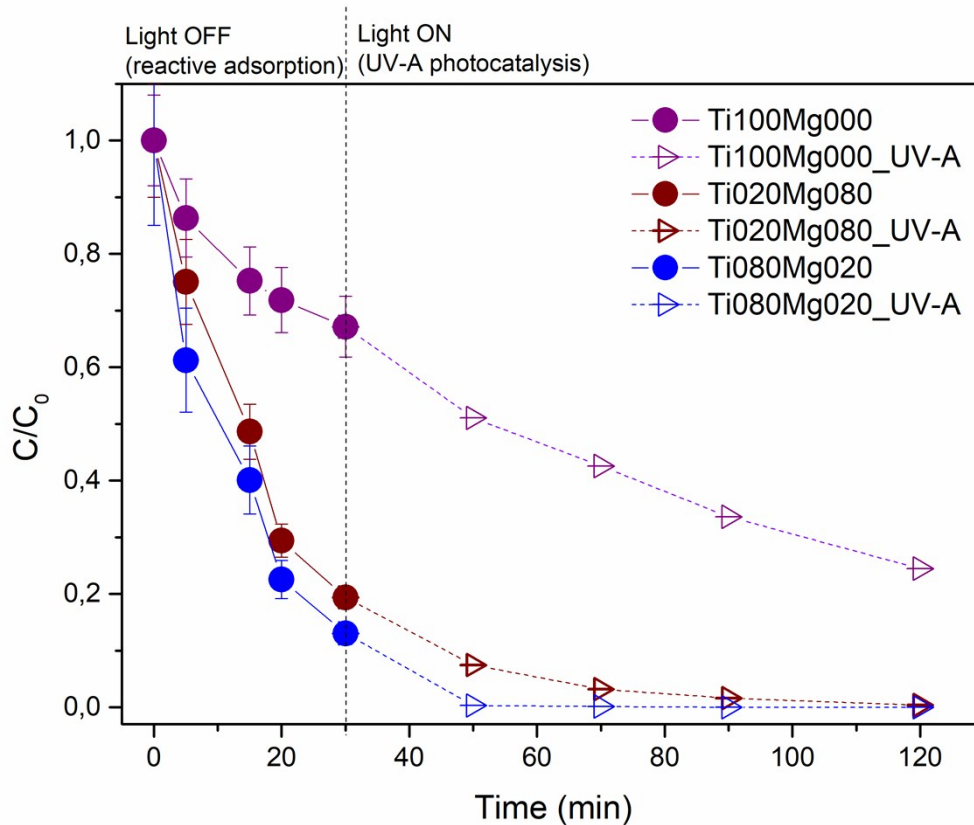 Light OFF
(reactive adsorption)
Light ON
(UV-A photocatalysis)
Ti100Mg000
Ti100Mg000_UV-A
Ti020Mg080
Ti020Mg080_UV-A
Ti080Mg020
Ti080Mg020_UV-A
C/C0
1,0
0,8
0,6
0,4
0,2
0,0
0
20
40
60
80
100
120
Time (min)